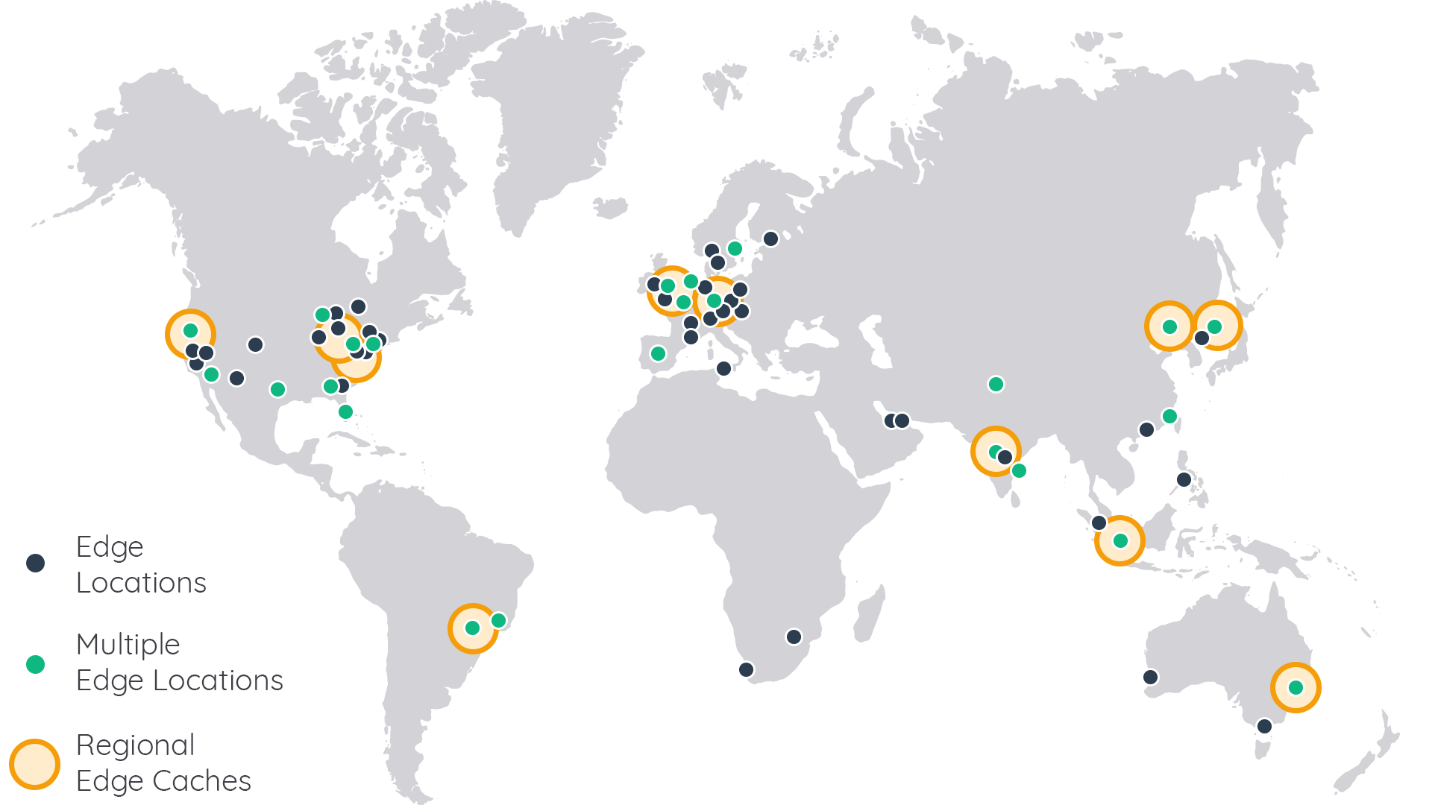 Edge
Locations
Multiple
Edge Locations
Regional
Edge Caches